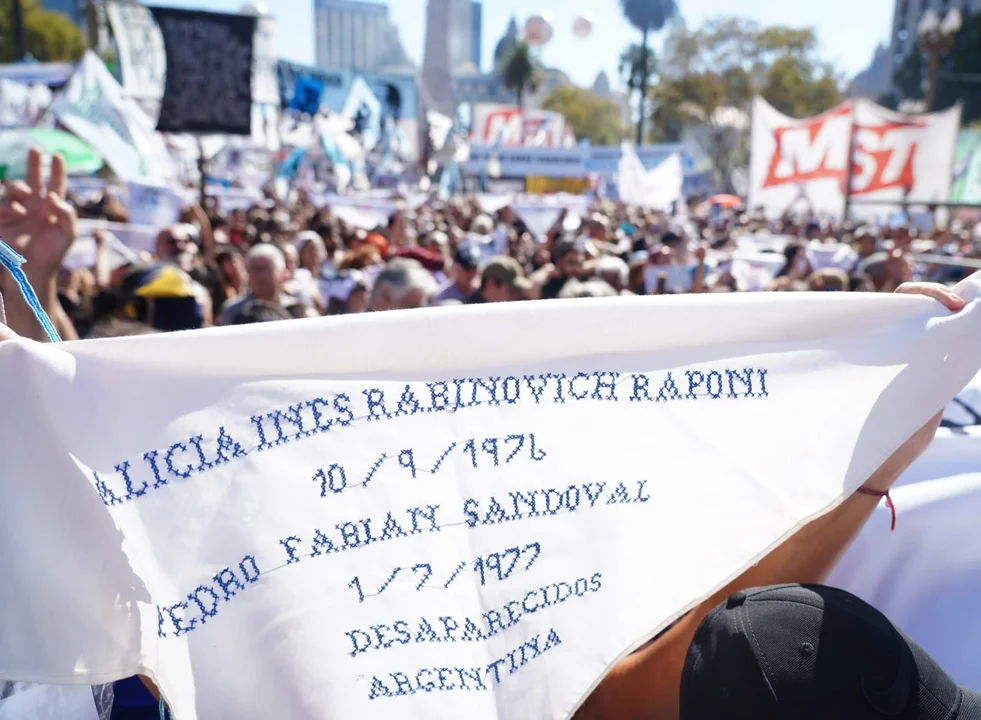 MST
ALICIA INES RABINOVICH RAPONI
10/9/1976
PEDRO FABIAN SANDOVAL
1/7/1977
DESAPARECIDOS
ARGENTINA